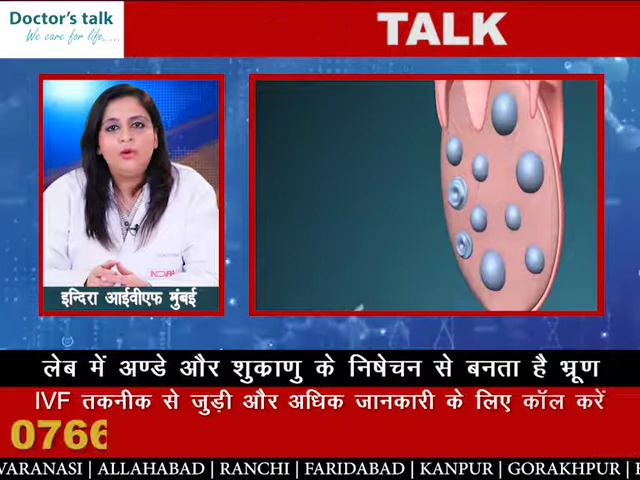 Doctor's talk
We care for life......
TALK
इन्दिरा आईवीएफ मुंबई
लेब में अण्डे और शुकाणु के निषेचन से बनता है भ्रूण
IVF तकनीक से जुड़ी और अधिक जानकारी के लिए कॉल करें
0766
VARANASI | ALLAHABAD | RANCHI | FARIDABAD | KANPUR | GORAKHPUR |